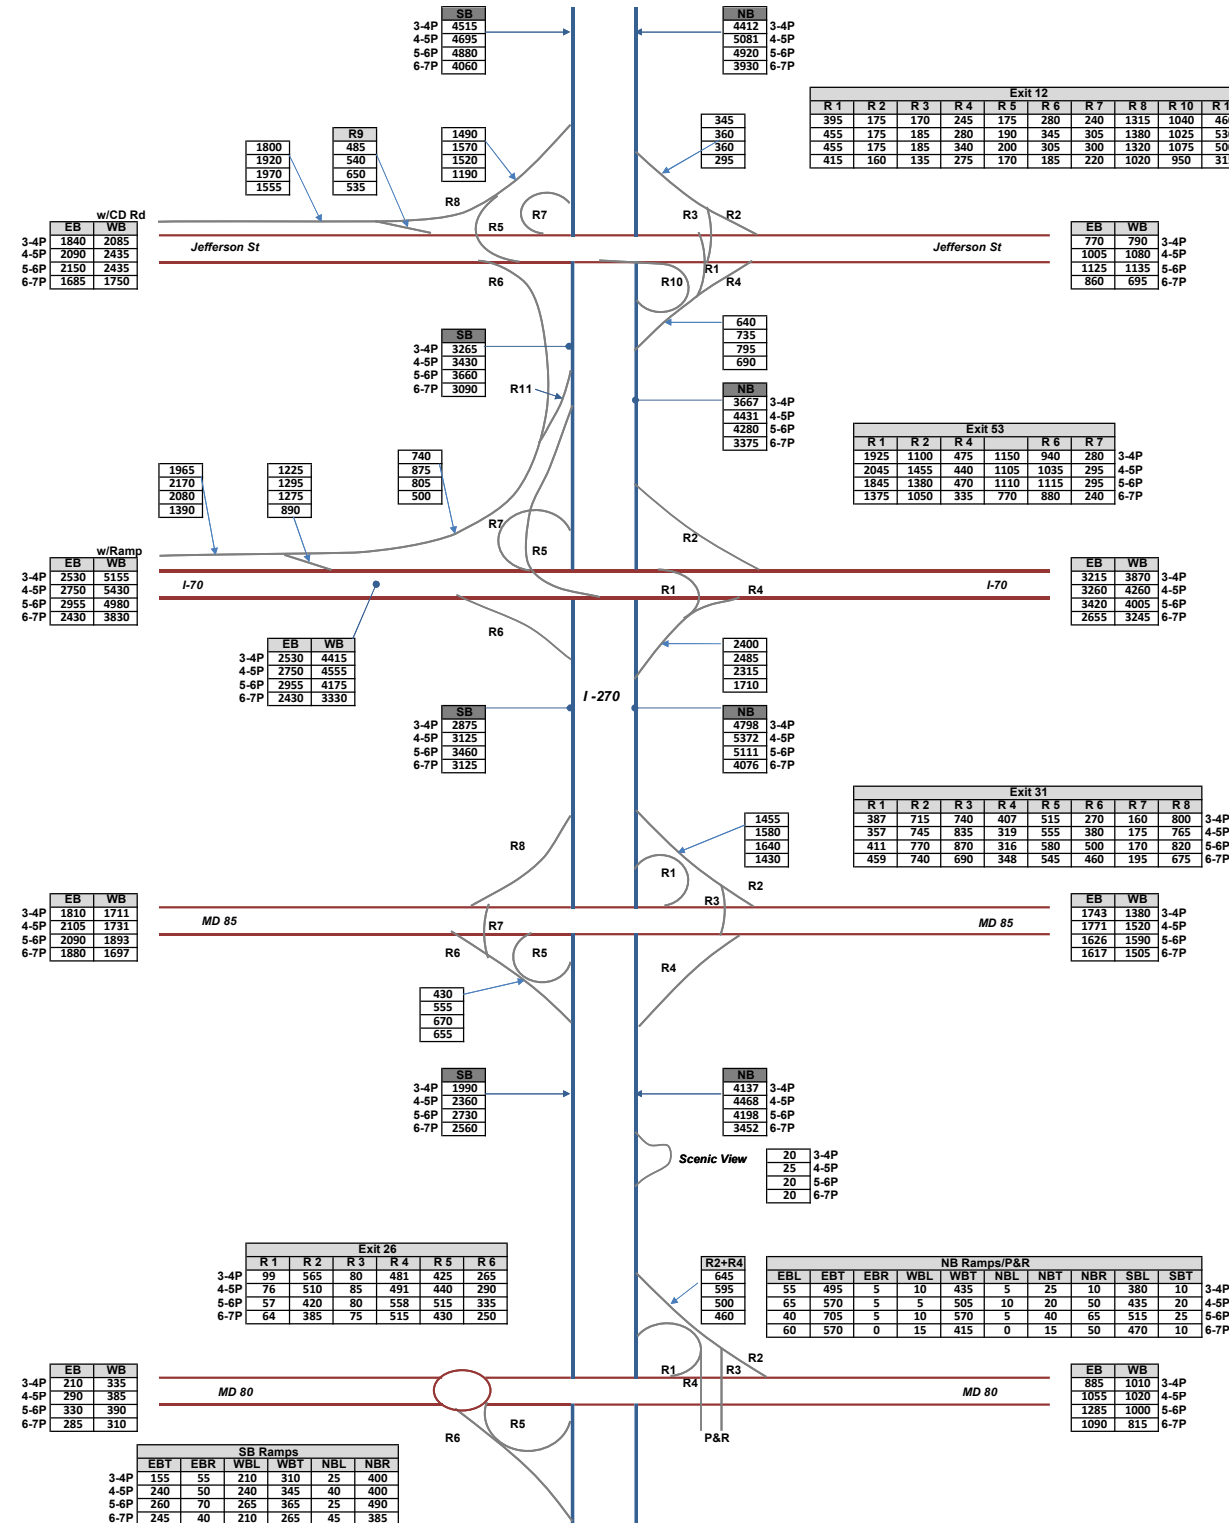 SB
3-4P 4515
4-5P 4695
5-6P 4880
6-7P 4060
NB
4412 3-4P
5081 4-5P
4920 5-6P
3930 6-7P
Exit 12
R 1 R 2 R 3 R 4 R 5 R 6 R 7 R 8 R 10
395 175 170 245 175 280 240 1315 1040
455 175 185 280 190 345 305 1380 1025
455 175 185 340 200 305 300 1320 1075
415 160 135 275 170 185 220 1020 950
345
360
360
295
1490
1570
1520
1190
R9
485
540
650
535
1800
1920
1970
1555
R8
R7
R5
R3
R2
w/CD Rd
EB WB
3-4P 1840 2085
4-5P 2090 2435
5-6P 2150 2435
6-7P 1685 1750
Jefferson St
Jefferson St
EB WB
770 790 3-4P
1005 1080 4-5P
1125 1135 5-6P
860 695 6-7P
R6
R10
R1
R4
640
735
795
690
SB
3-4P 3265
4-5P 3430
5-6P 3660
6-7P 3090
R11
NB
3667 3-4P
4431 4-5P
4280 5-6P
3375 6-7P
Exit 53
R 1 R 2 R 4 R 6 R 7
1925 1100 475 1150 940 280 3-4P
2045 1455 440 1105 1035 295 4-5P
1845 1380 470 1110 1115 295 5-6P
1375 1050 335 770 880 240 6-7P
740
875
805
500
1965
2170
2080
1390
1225
1295
1275
890
R7
R5
R2
w/Ramp
EB WB
3-4P 2530 5155
4-5P 2750 5430
5-6P 2955 4980
6-7P 2430 3830
I-70
I-70
R1
R4
EB WB
3215 3870 3-4P
3260 4260 4-5P
3420 4005 5-6P
2655 3245 6-7P
R6
EB WB
3-4P 2530 4415
4-5P 2750 4555
5-6P 2955 4175
6-7P 2430 3330
2400
2485
2315
1710
I -270
SB
3-4P 2875
4-5P 3125
5-6P 3460
6-7P 3125
NB
4798 3-4P
5372 4-5P
5111 5-6P
4076 6-7P
Exit 31
R 1 R 2 R 3 R 4 R 5 R 6 R 7 R 8
387 715 740 407 515 270 160 800 3-4P
357 745 835 319 555 380 175 765 4-5P
411 770 870 316 580 500 170 820 5-6P
459 740 690 348 545 460 195 675 6-7P
1455
1580
1640
1430
R8
R1
R2
R3
EB WB
3-4P 1810 1711
4-5P 2105 1731
5-6P 2090 1893
6-7P 1880 1697
MD 85
MD 85
EB WB
1743 1380 3-4P
1771 1520 4-5P
1626 1590 5-6P
1617 1505 6-7P
R7
R6
R5
R4
430
555
670
655
SB
3-4P 1990
4-5P 2360
5-6P 2730
6-7P 2560
NB
4137 3-4P
4468 4-5P
4198 5-6P
3452 6-7P
Scenic View
20 3-4P
25 4-5P
20 5-6P
20 6-7P
Exit 26
R 1 R 2 R 3 R 4 R 5 R 6
3-4P 99 565 80 481 425 265
4-5P 76 510 85 491 440 290
5-6P 57 420 80 558 515 335
6-7P 64 385 75 515 430 250
R2+R4
645
595
500
460
NB Ramps/P&R
EBL EBT EBR WBL WBT NBL NBT NBR SBL SBT
55 495 5 10 435 5 25 10 380 10 3-4P
65 570 5 5 505 10 20 50 435 20 4-5P
40 705 5 10 570 5 40 65 515 25 5-6P
60 570 0 15 415 0 15 50 470 10 6-7P
R1
R4
R3
R2
EB WB
3-4P 210 335
4-5P 290 385
5-6P 330 390
6-7P 285 310
MD 80
MD 80
EB WB
885 1010 3-4P
1055 1020 4-5P
1285 1000 5-6P
1090 815 6-7P
R5
R6
P&R
SB Ramps
EBT EBR WBL WBT NBL NBR
3-4P 155 55 210 310 25 400
4-5P 240 50 240 345 40 400
5-6P 260 70 265 365 25 490
6-7P 245 40 210 265 45 385